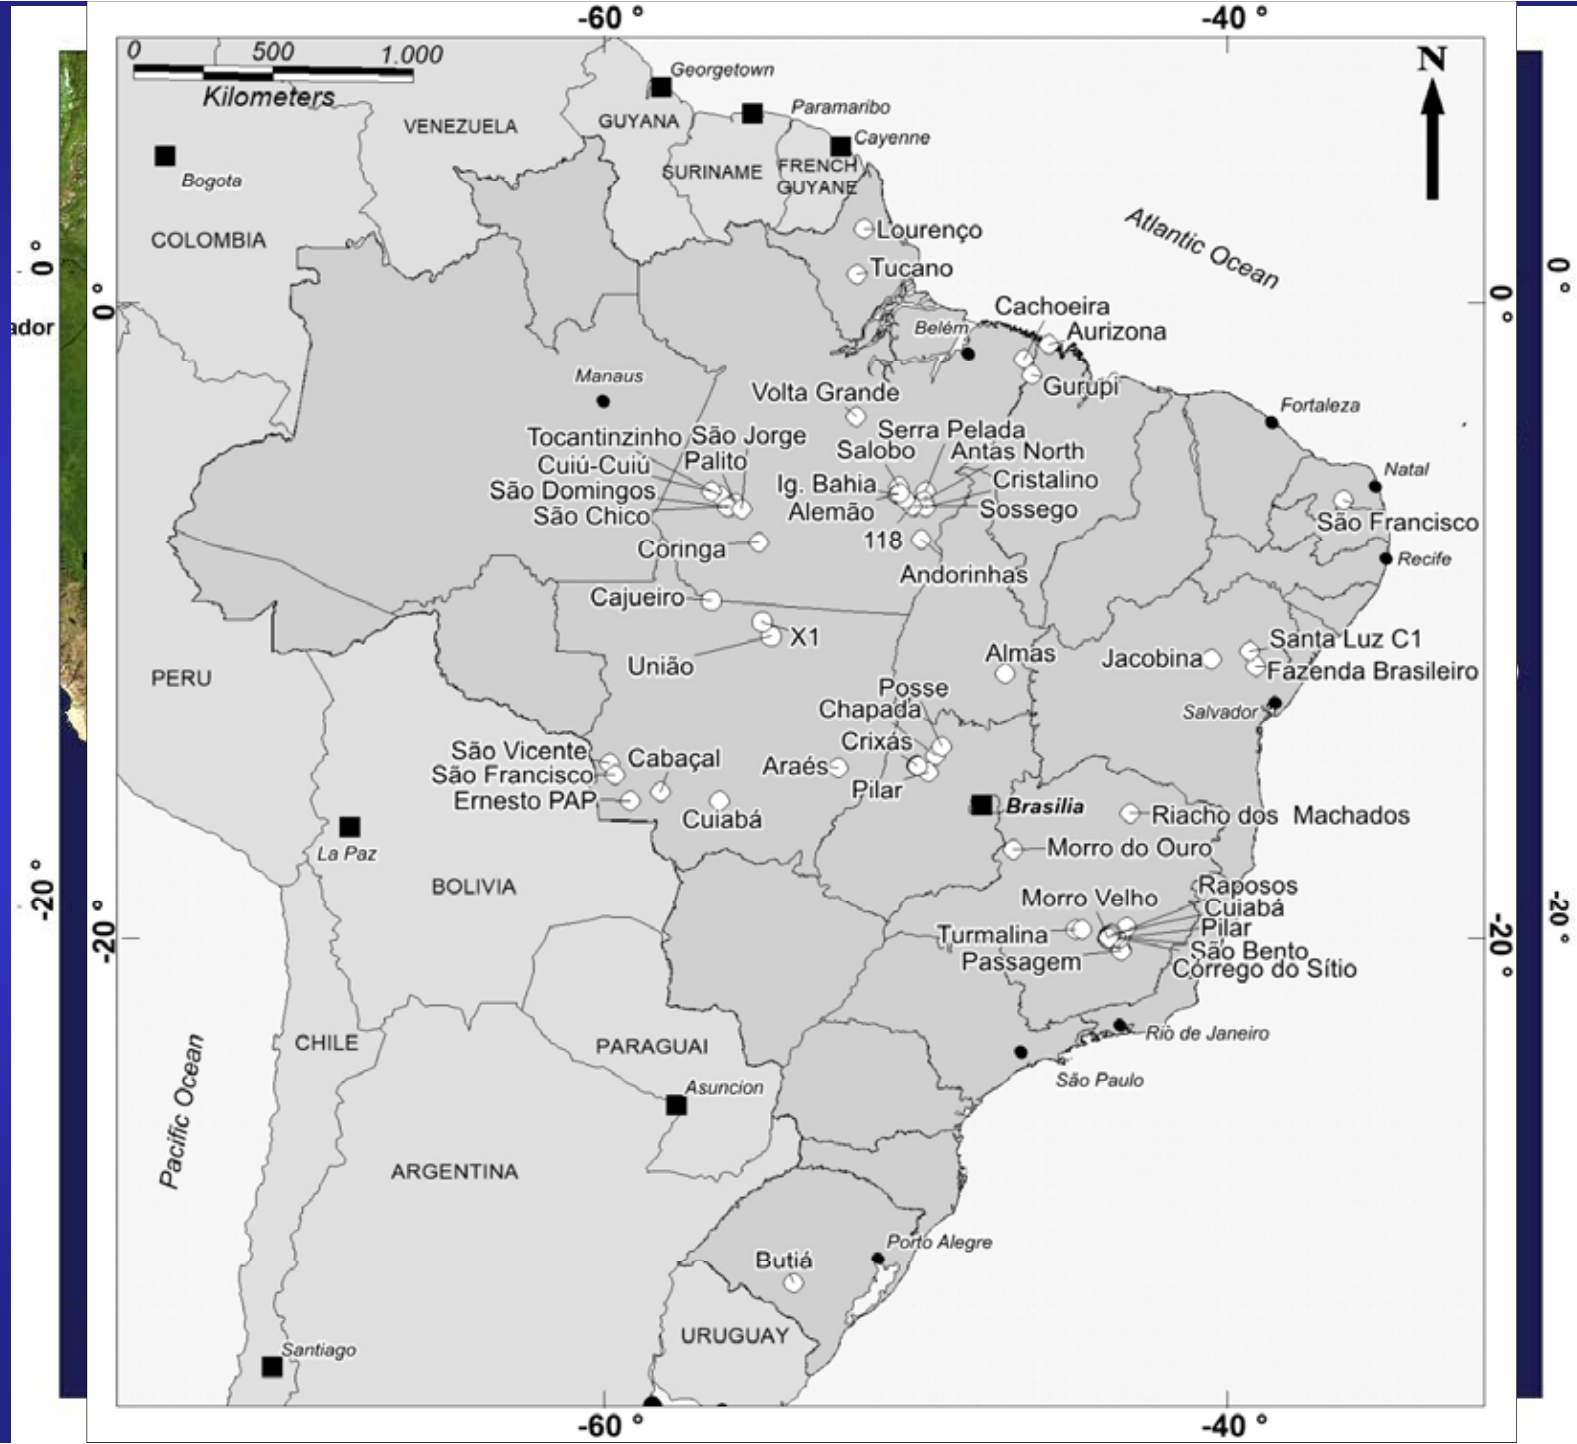 -60 °
-40 °
0 500 1.000
Kilometers
N
Georgetown
Paramaribo
Cayenne
VENEZUELA
GUYANA
SURINAME
FRENCH
GUYANE
Bogota
COLOMBIA
Lourenço
Tucano
Atlantic Ocean
0 °
0 °
0 °
0 °
ador
Cachoeira
Aurizona
Belém
Gurupi
Manaus
Volta Grande
Fortaleza
Tocantinzinho
São Jorge
Serra Pelada
Cuiú-Cuiú
Palito
Salobo
Antas North
Natal
São Domingos
Ig. Bahia
Cristalino
São Chico
Alemão
Sossego
São Francisco
Coringa
118
Recife
Andorinhas
Cajueiro
X1
União
Santa Luz C1
Almas
Jacobina
Fazenda Brasileiro
PERU
Posse
Chapada
Salvador
Crixás
São Vicente
Cabaçal
São Francisco
Araés
Ernesto PAP
Pilar
Brasilia
Cuiabá
Riacho dos Machados
La Paz
Morro do Ouro
BOLIVIA
Raposos
Morro Velho
Cuiabá
Pilar
Turmalina
São Bento
Passagem
Córrego do Sítio
-20 °
-20 °
-20 °
-20 °
Rio de Janeiro
CHILE
PARAGUAI
São Paulo
Asuncion
Pacific Ocean
ARGENTINA
Porto Alegre
Butiá
URUGUAY
Santiago
-60 °
-40 °